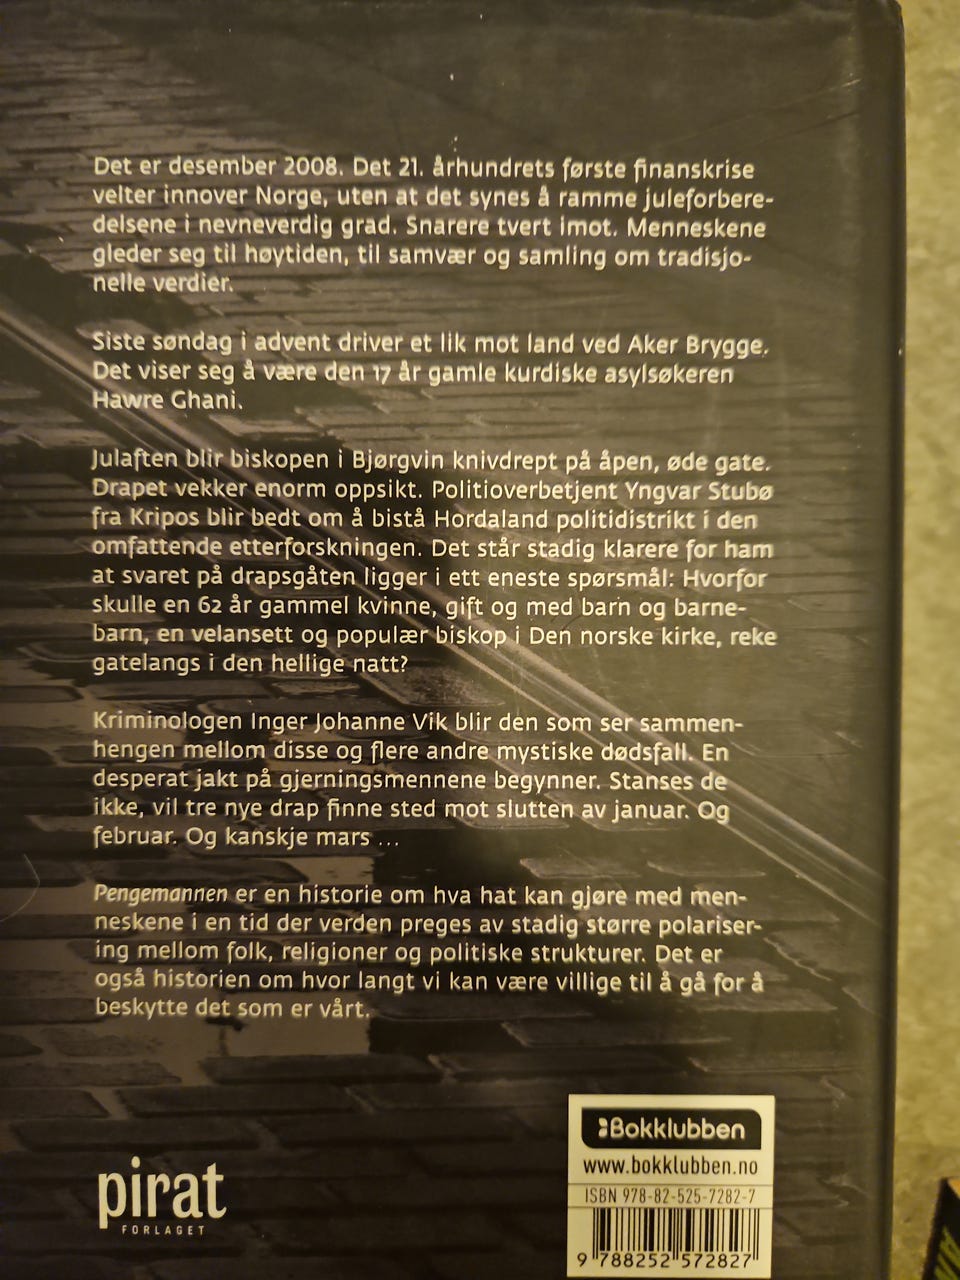 Det er desember 2008. Det 21. århundrets første finanskrise
velter innover Norge, uten at det synes å ramme juleforbere-
delsene i nevneverdig grad. Snarere tvert imot. Menneskene
gleder seg til høytiden, til samvær og samling om tradisjo-
nelle verdier.
Siste søndag i advent driver et lik mot land ved Aker Brygge.
Det viser seg å være den 17 år gamle kurdiske asylsøkeren
Hawre Ghani.
Julaften blir biskopen i Bjørgvin knivdrept på åpen, øde gate.
Drapet vekker enorm oppsikt. Politioverbetjent Yngvar Stubø
fra Kripos blir bedt om å bistå Hordaland politidistrikt i den
omfattende etterforskningen. Det står stadig klarere for ham
at svaret på drapsgåten ligger i ett eneste spørsmål: Hvorfor
skulle en 62 år gammel kvinne, gift og med barn og barne-
barn, en velansett og populær biskop i Den norske kirke, reke
gatelangs i den hellige natt?
Kriminologen Inger Johanne Vik blir den som ser sammen-
hengen mellom disse og flere andre mystiske dødsfall. En
desperat jakt på gjerningsmennene begynner. Stanses de
ikke, vil tre nye drap finne sted mot slutten av januar. Og
februar. Og kanskje mars ...
Pengemannen er en historie om hva hat kan gjøre med men-
neskene i en tid der verden preges av stadig større polariser-
ing mellom folk, religioner og politiske strukturer. Det er
også historien om hvor langt vi kan være villige til å gå for å
beskytte det som er vårt.
Bokklubben
www.bokklubben.no
ISBN 978-82-525-7282-7
9 788252 572827
pirat
FORLAGET